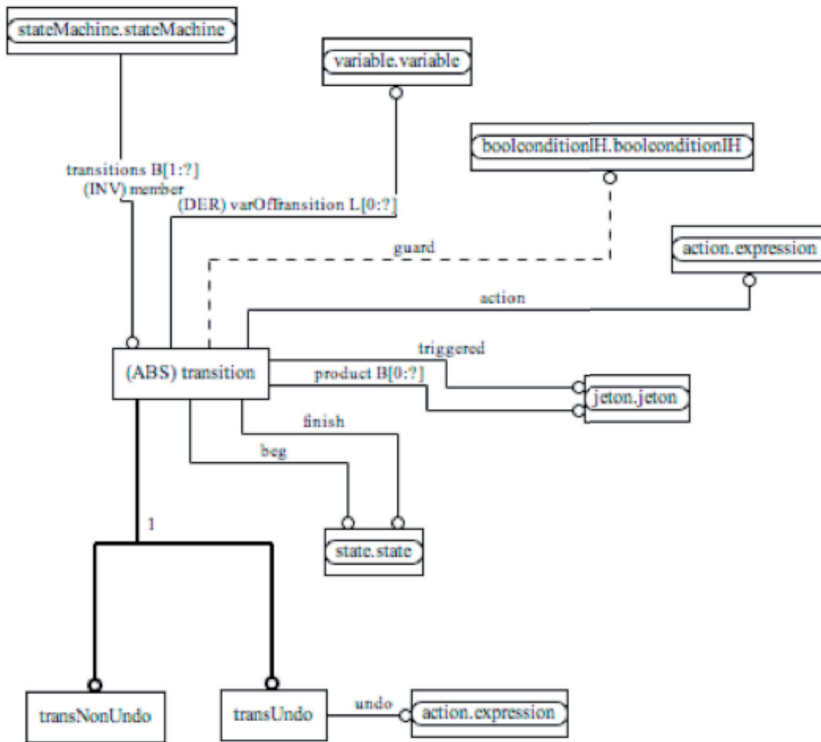 stateMachine.stateMachine
variable.variable
boolconditionIH.boolconditionIH
transitions B[1:?]
(INV) member
(DER) varOfTransition L[0:?]
guard
action.expression
action
triggered
(ABS) transition
product B[0:?]
jeton.jeton
finish
beg
1
state.state
transNonUndo
transUndo
undo
action.expression